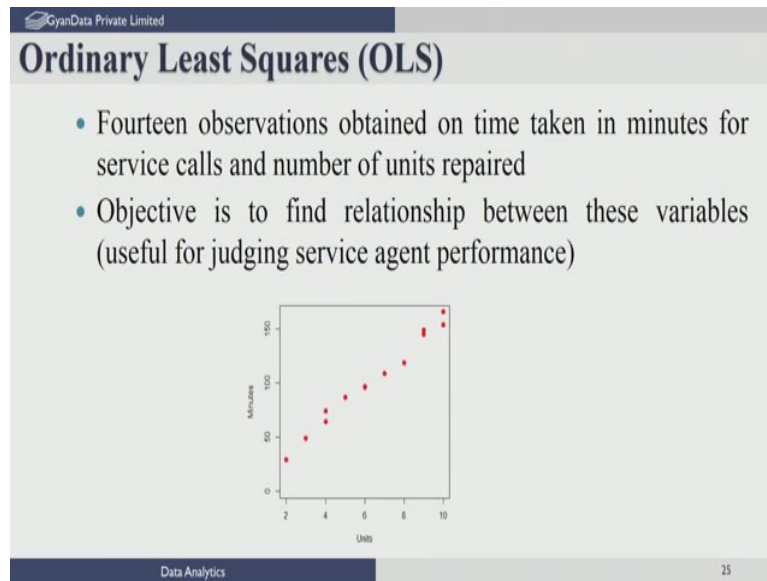 GyanData Private Limited
Ordinary Least Squares (OLS)
• Fourteen observations obtained on time taken in minutes for
service calls and number of units repaired
• Objective is to find relationship between these variables
(useful for judging service agent performance)
150
100
50
0
Minutes
2 4 6 8 10
Units
Data Analytics 25